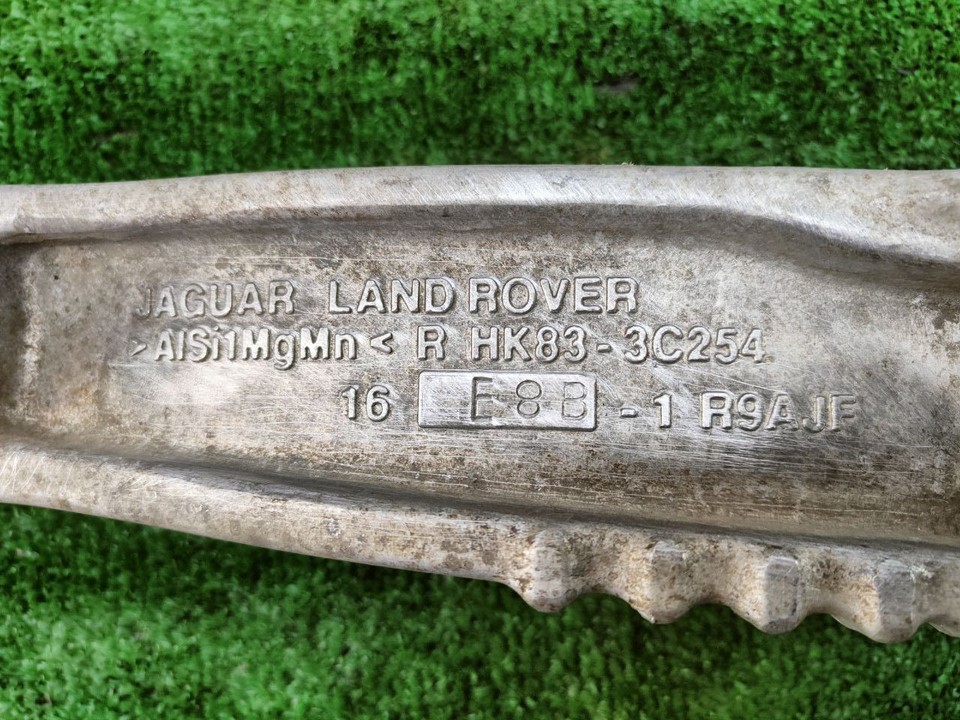 JAGUAR LAND ROVER
>AlSi1MgMn< R HK83-3C254
16 E8B -1 R9AJF